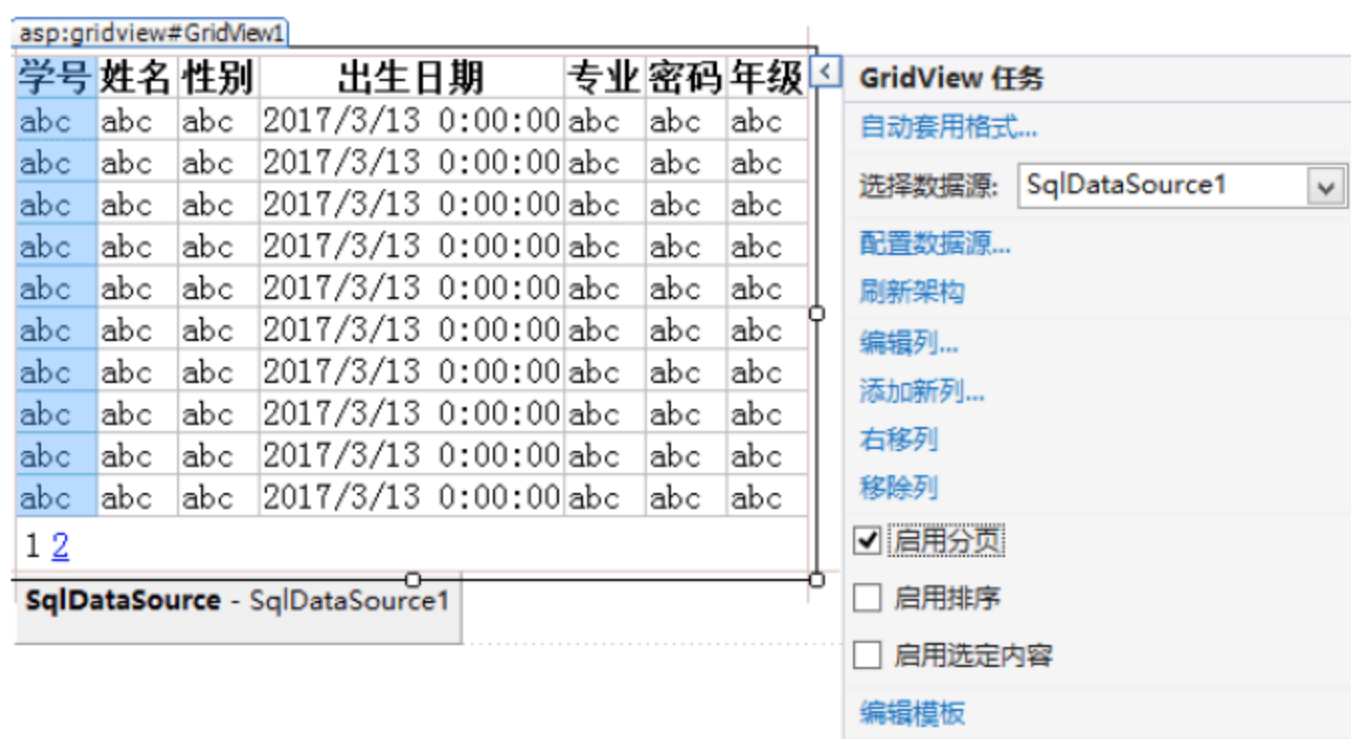 asp:gridview#GridView1
学号 姓名 性别 出生日期 专业 密码 年级
abc abc abc 2017/3/13 0:00:00 abc abc abc
abc abc abc 2017/3/13 0:00:00 abc abc abc
abc abc abc 2017/3/13 0:00:00 abc abc abc
abc abc abc 2017/3/13 0:00:00 abc abc abc
abc abc abc 2017/3/13 0:00:00 abc abc abc
abc abc abc 2017/3/13 0:00:00 abc abc abc
abc abc abc 2017/3/13 0:00:00 abc abc abc
abc abc abc 2017/3/13 0:00:00 abc abc abc
abc abc abc 2017/3/13 0:00:00 abc abc abc
abc abc abc 2017/3/13 0:00:00 abc abc abc
1 2
SqlDataSource - SqlDataSource1
GridView 任务
自动套用格式...
选择数据源: SqlDataSource1
配置数据源...
刷新架构
编辑列...
添加新列...
右移列
移除列
启用分页
启用排序
启用选定内容
编辑模板